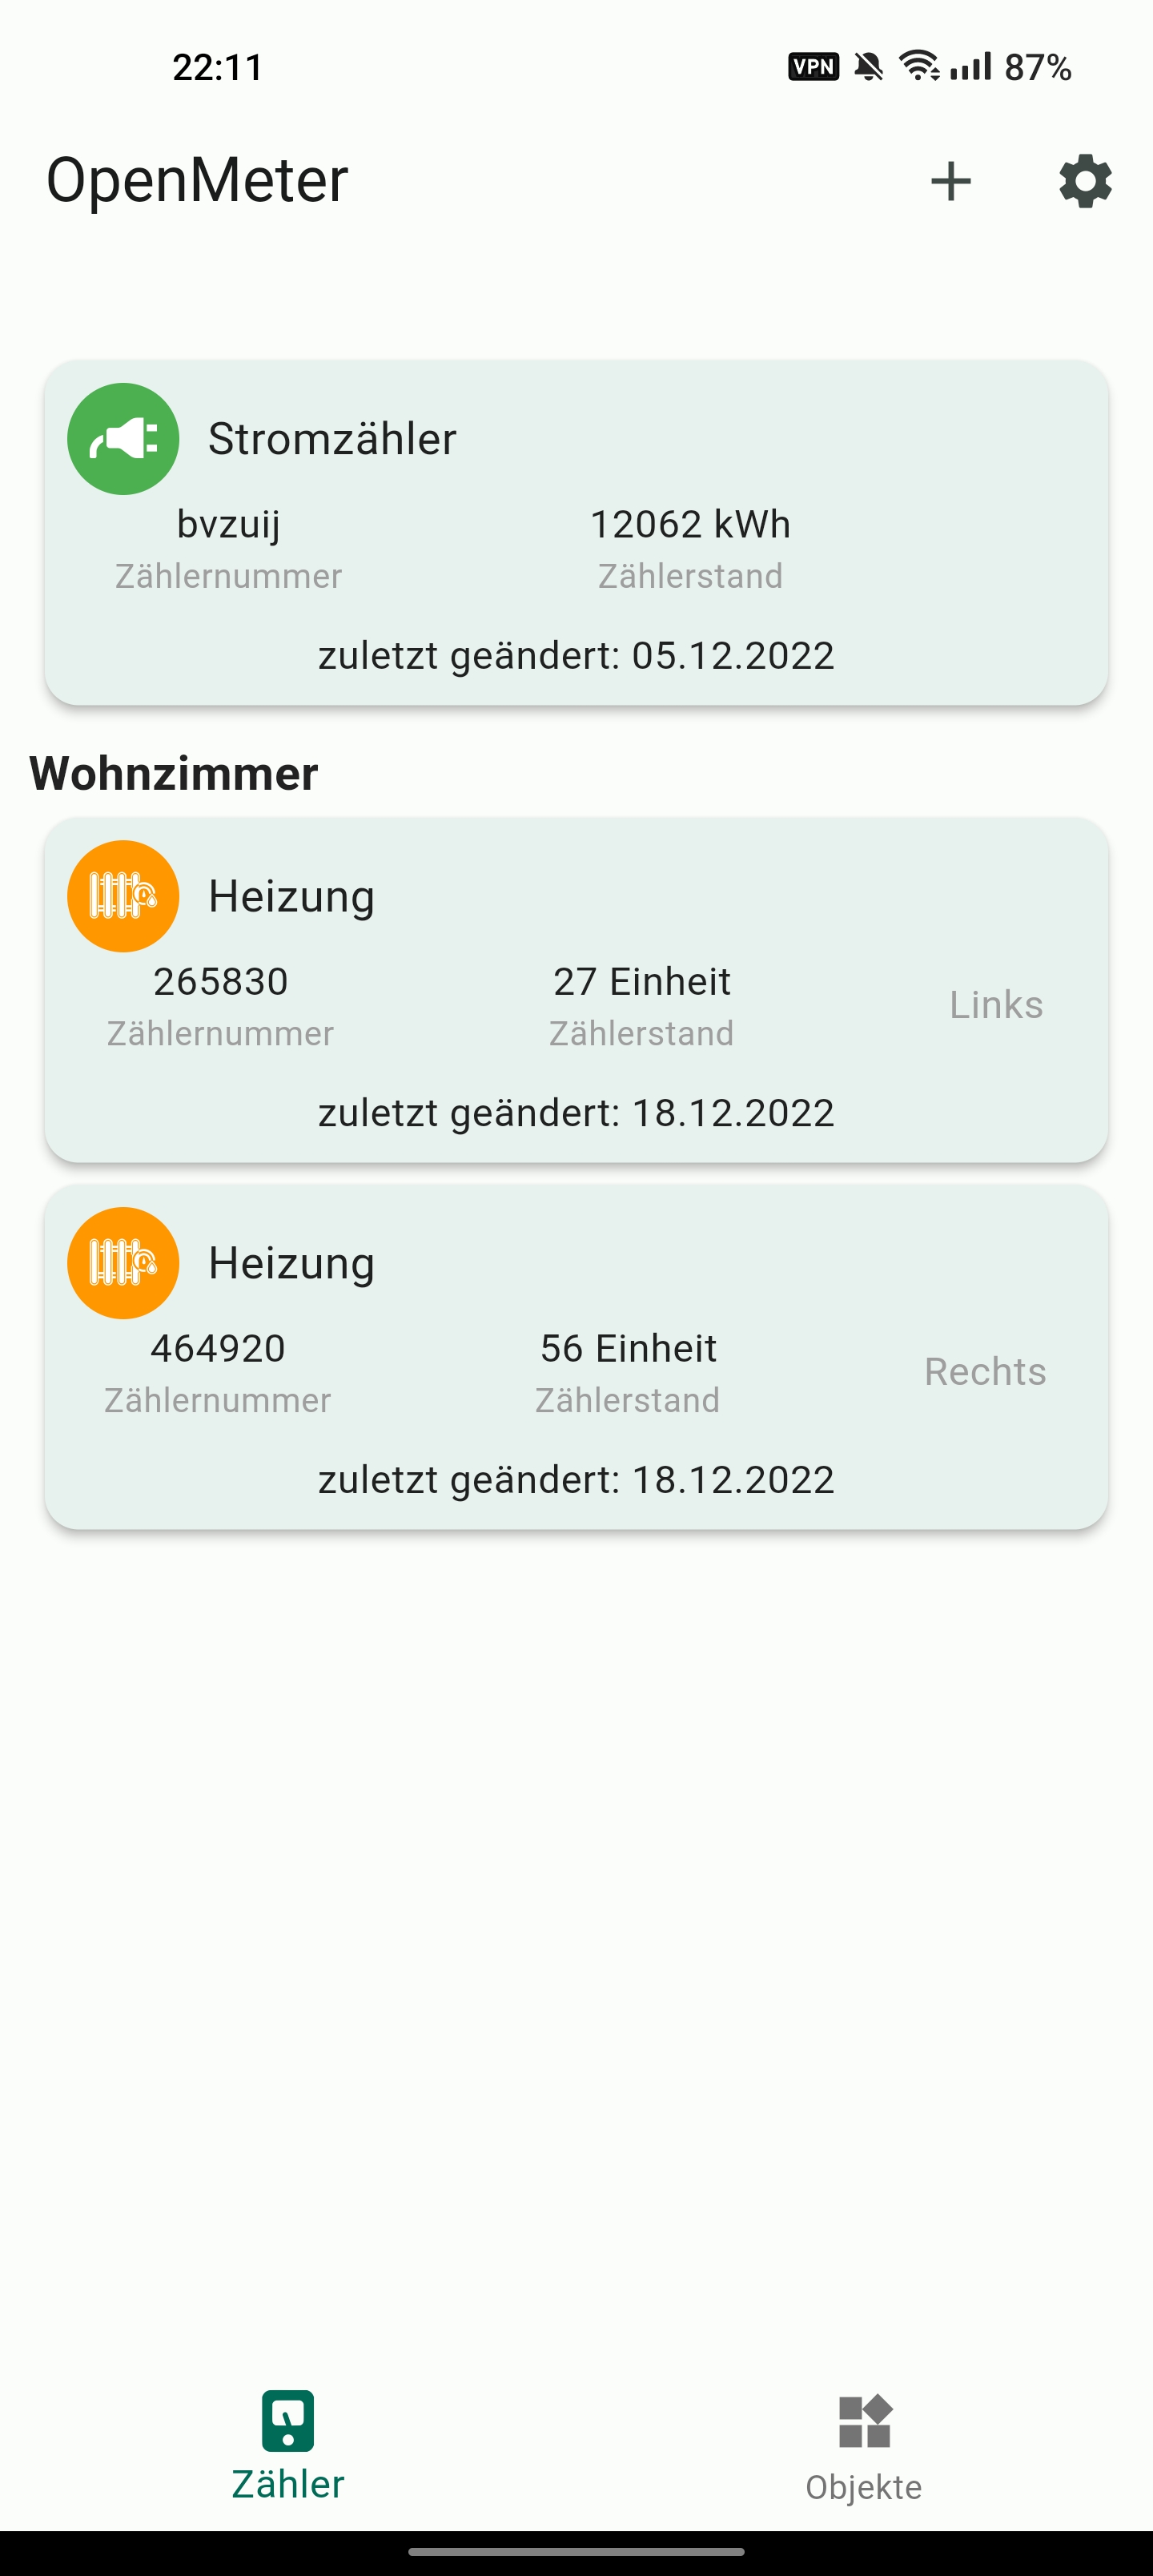 22:11 VPN 87%
OpenMeter
Stromzähler
bvzuij 12062 kWh
Zählernummer Zählerstand
zuletzt geändert: 05.12.2022
Wohnzimmer
Heizung
265830 27 Einheit
Links
Zählernummer Zählerstand
zuletzt geändert: 18.12.2022
Heizung
464920 56 Einheit
Rechts
Zählernummer Zählerstand
zuletzt geändert: 18.12.2022
Zähler Objekte